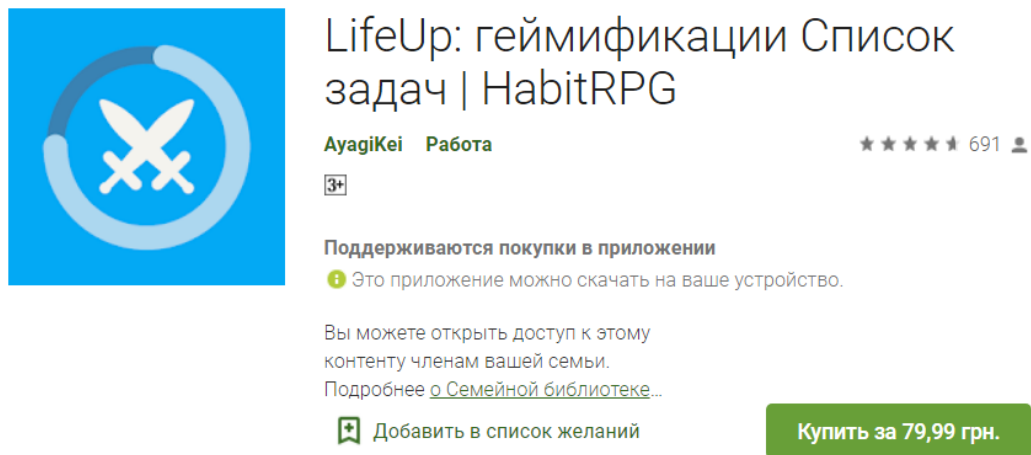 LifeUp: геймификации Список
задач | HabitRPG
AyagiKei Работа 691
3+
Поддерживаются покупки в приложении
Это приложение можно скачать на ваше устройство.
Вы можете открыть доступ к этому
контенту членам вашей семьи.
Подробнее о Семейной библиотеке...
Добавить в список желаний
Купить за 79,99 грн.